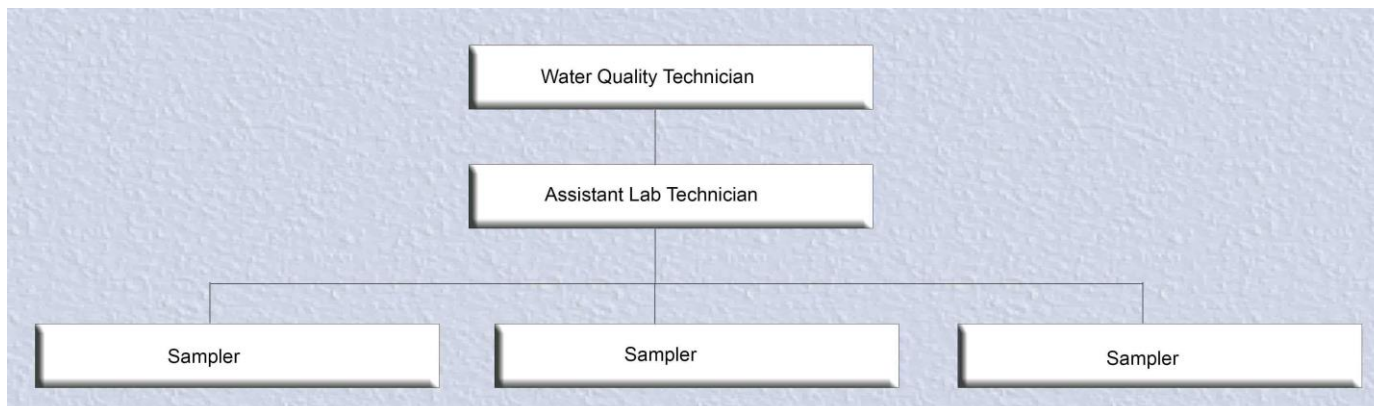 Water Quality Technician
Assistant Lab Technician
Sampler
Sampler
Sampler